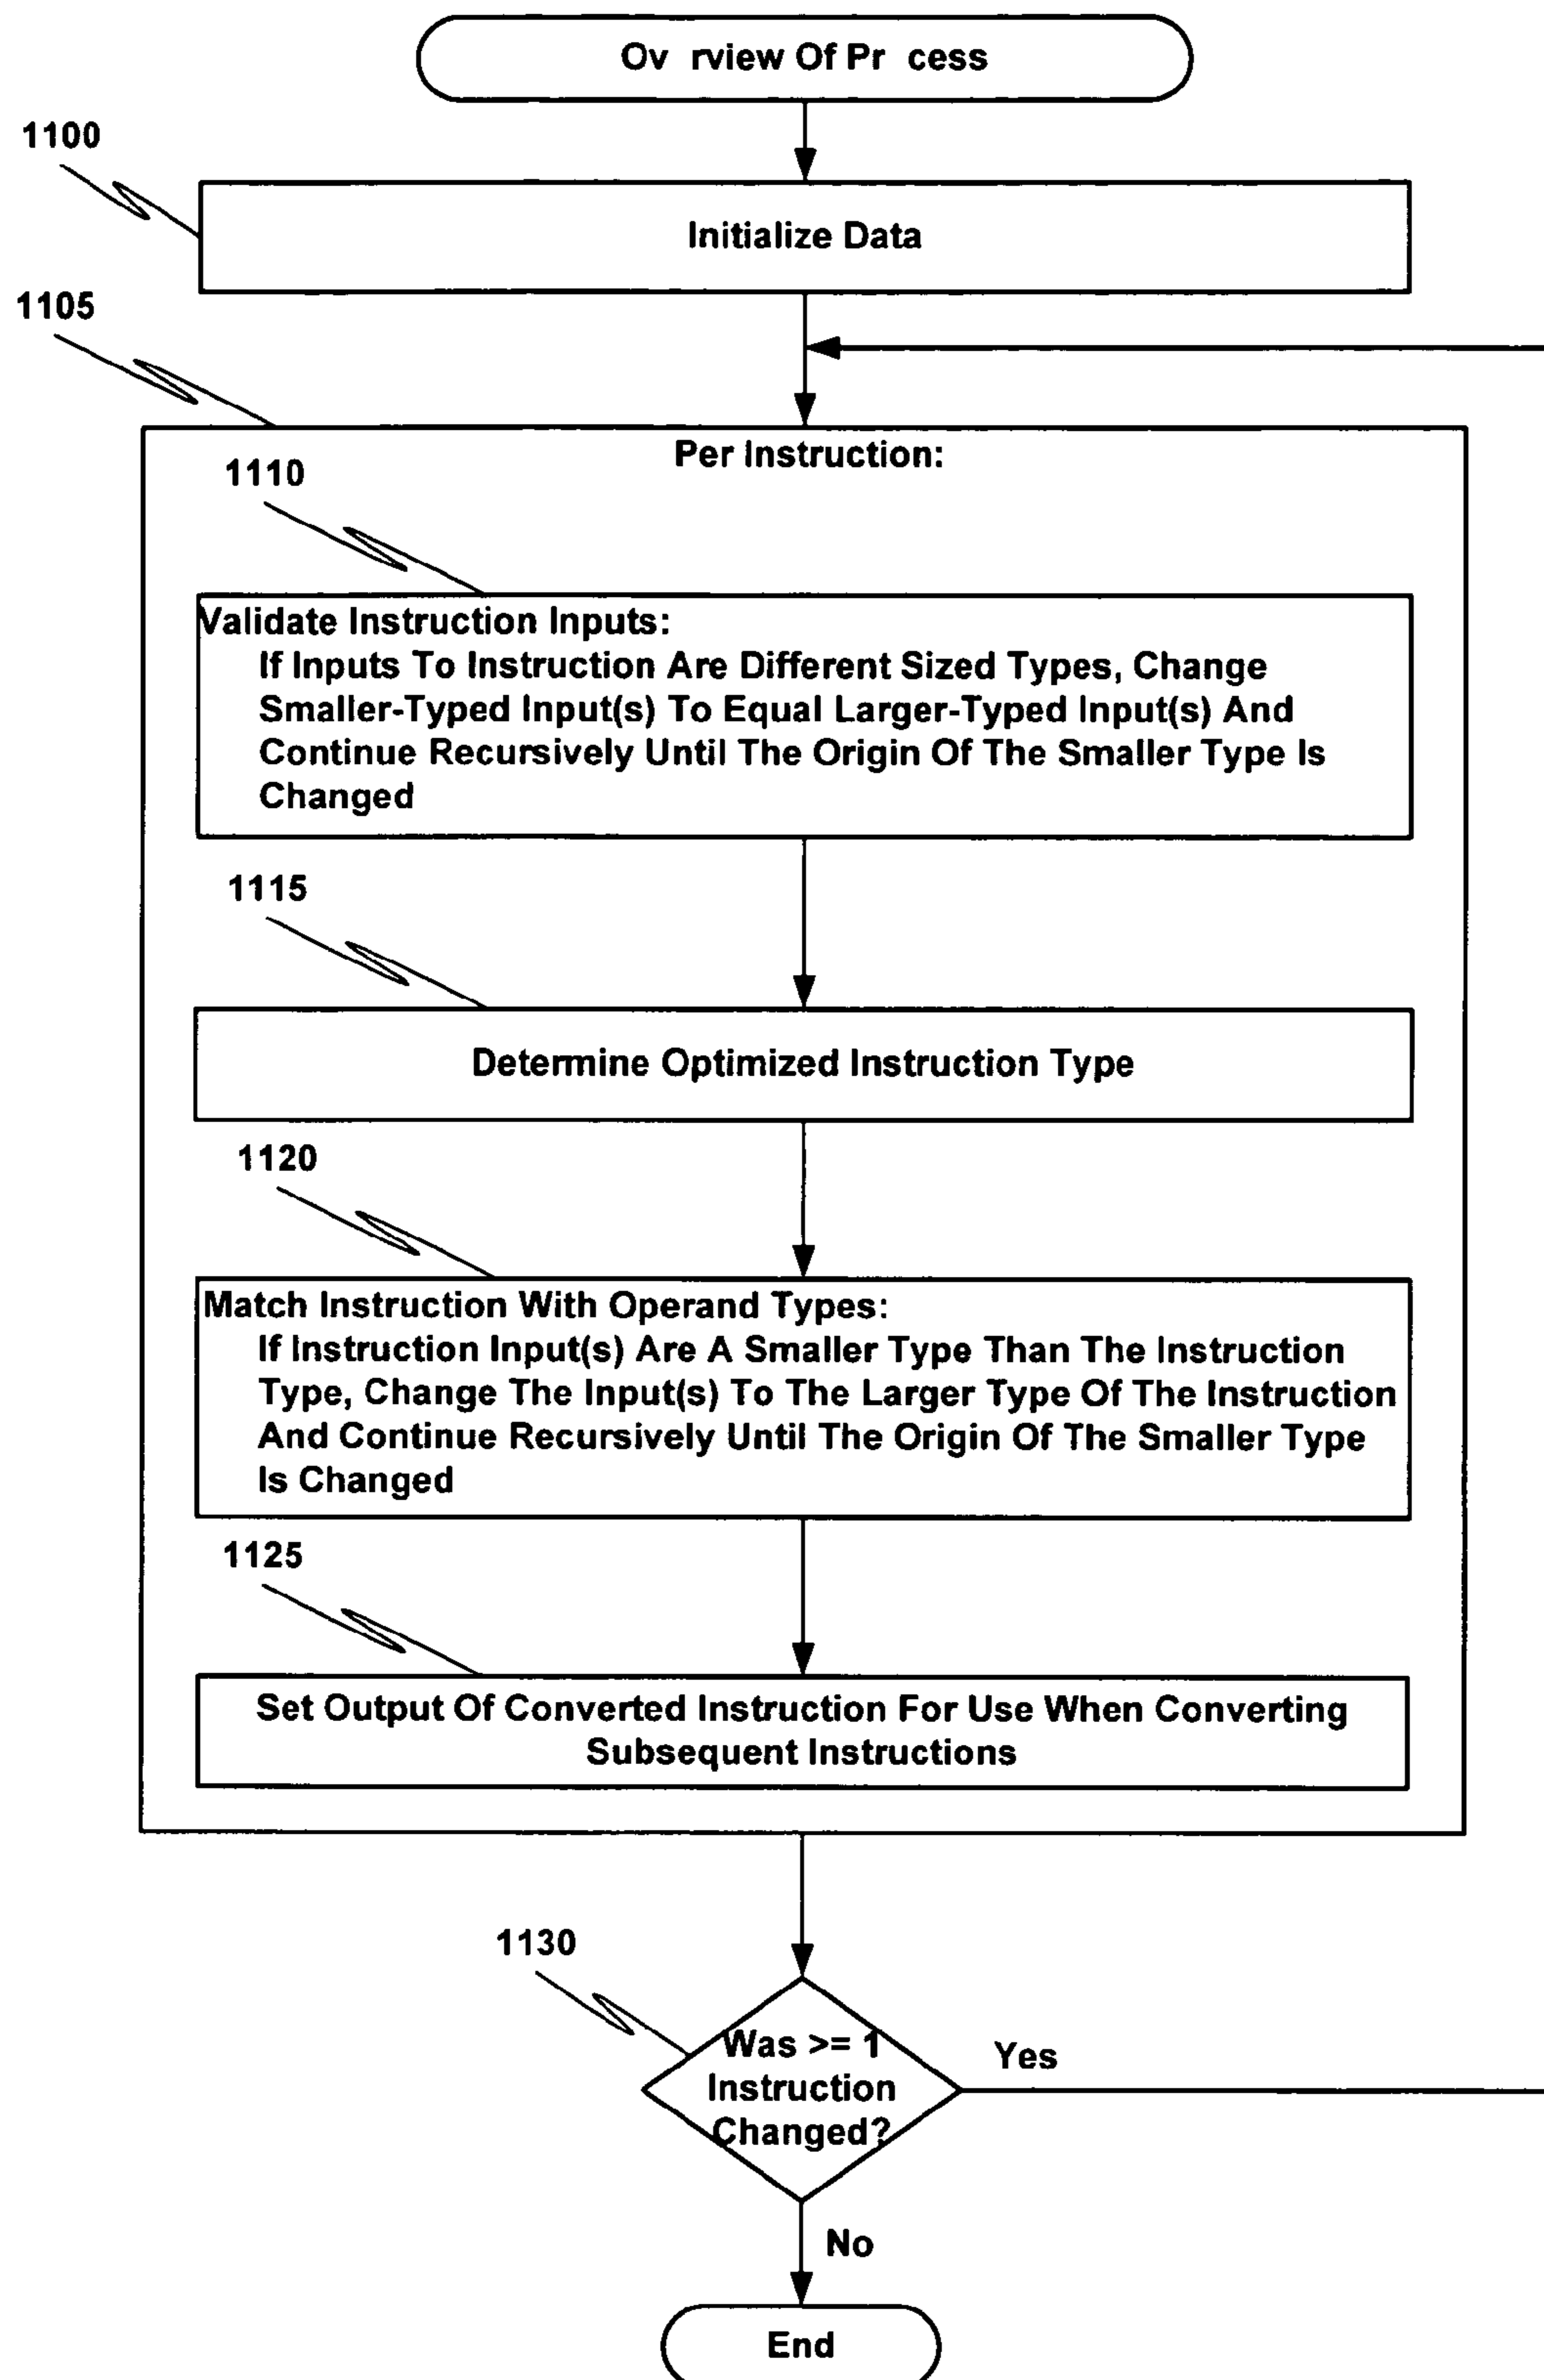 Ov rview Of Pr cess
1100
Initialize Data
1105
Per Instruction:
1110
Validate Instruction Inputs:
If Inputs To Instruction Are Different Sized Types, Change
Smaller-Typed Input(s) To Equal Larger-Typed Input(s) And
Continue Recursively Until The Origin Of The Smaller Type Is
Changed
1115
Determine Optimized Instruction Type
1120
Match Instruction With Operand Types:
If Instruction Input(s) Are A Smaller Type Than The Instruction
Type, Change The Input(s) To The Larger Type Of The Instruction
And Continue Recursively Until The Origin Of The Smaller Type
Is Changed
1125
Set Output Of Converted Instruction For Use When Converting
Subsequent Instructions
1130
Was >= 1
Instruction
Changed?
Yes
No
End